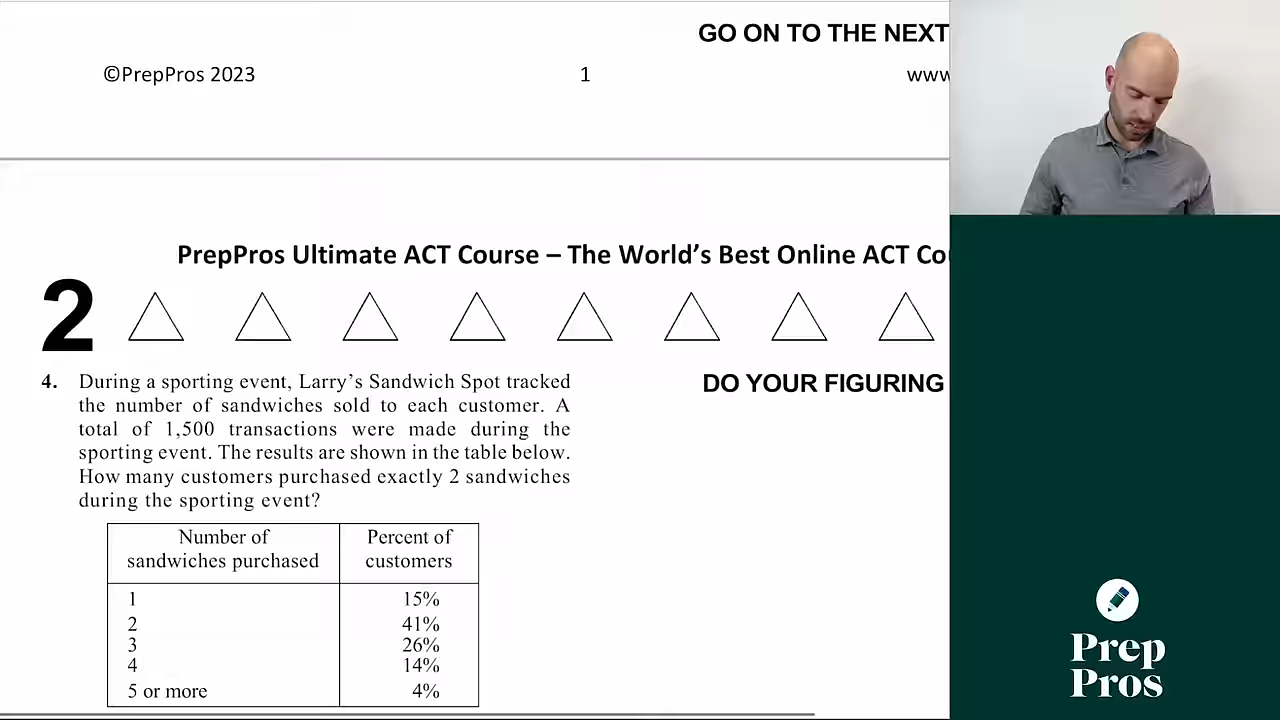 GO ON TO THE NEXT
©PrepPros 2023 1 www
PrepPros Ultimate ACT Course – The World's Best Online ACT Cou
2
4. During a sporting event, Larry's Sandwich Spot tracked
the number of sandwiches sold to each customer. A
total of 1,500 transactions were made during the
sporting event. The results are shown in the table below.
How many customers purchased exactly 2 sandwiches
during the sporting event?
DO YOUR FIGURING
Number of Percent of
sandwiches purchased customers
1 15%
2 41%
3 26%
4 14%
5 or more 4%
Prep
Pros